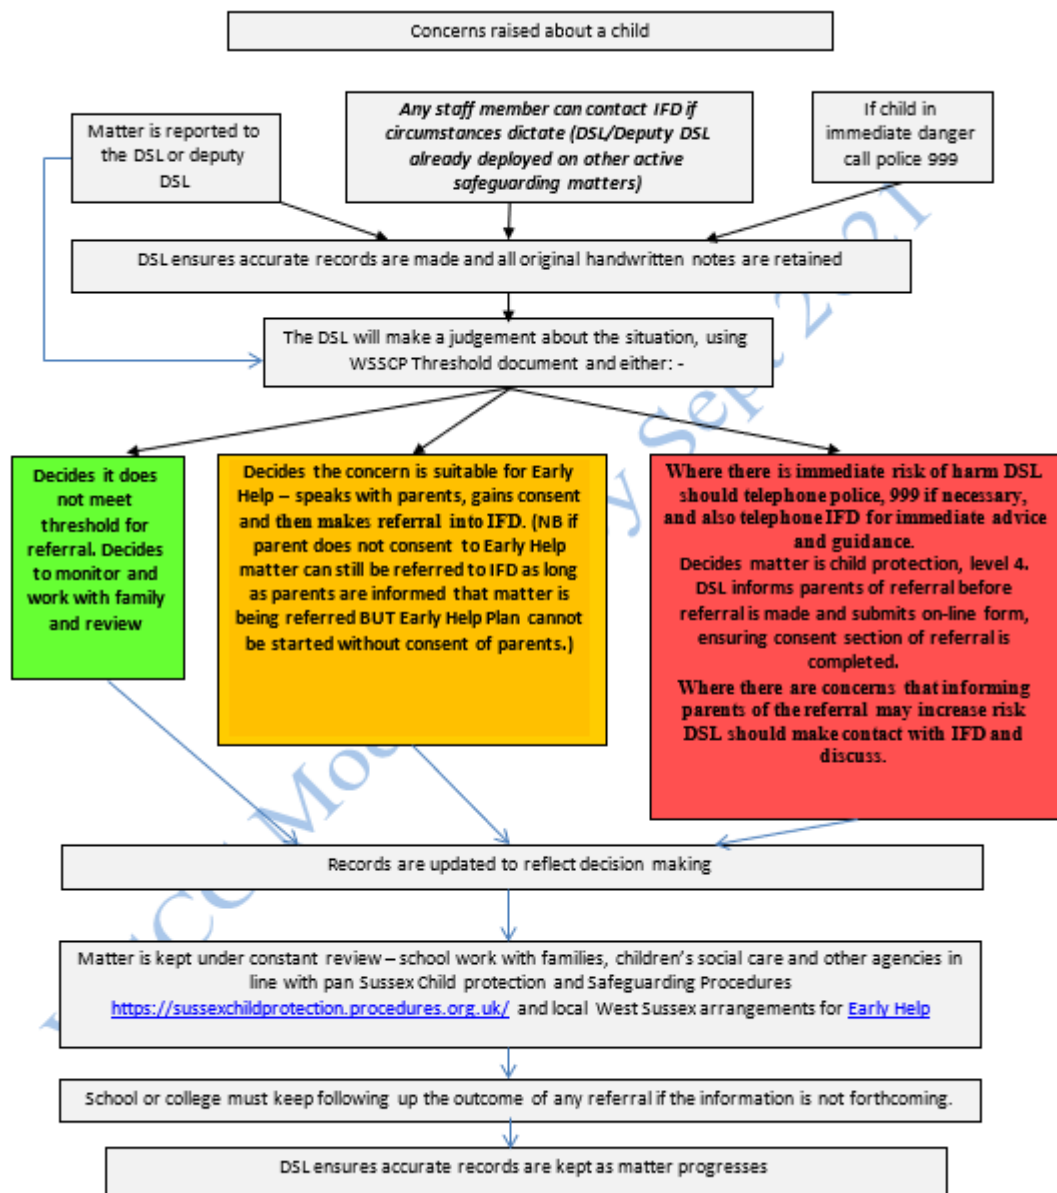 Concerns raised about a child
Matter is reported to
the DSL or deputy
DSL
Any staff member can contact IFD if
circumstances dictate (DSL/Deputy DSL
already deployed on other active
safeguarding matters)
If child in
immediate danger
call police 999
DSL ensures accurate records are made and all original handwritten notes are retained
The DSL will make a judgement about the situation, using
WSSCP Threshold document and either: -
Decides it does
not meet
threshold for
referral. Decides
to monitor and
work with family
and review
Decides the concern is suitable for Early
Help – speaks with parents, gains consent
and then makes referral into IFD. (NB if
parent does not consent to Early Help
matter can still be referred to IFD as long
as parents are informed that matter is
being referred BUT Early Help Plan cannot
be started without consent of parents.)
Where there is immediate risk of harm DSL
should telephone police, 999 if necessary,
and also telephone IFD for immediate advice
and guidance.
Decides matter is child protection, level 4.
DSL informs parents of referral before
referral is made and submits on-line form,
ensuring consent section of referral is
completed.
Where there are concerns that informing
parents of the referral may increase risk
DSL should make contact with IFD and
discuss.
Records are updated to reflect decision making
Matter is kept under constant review – school work with families, children's social care and other agencies in
line with pan Sussex Child protection and Safeguarding Procedures
https://sussexchildprotection.procedures.org.uk/ and local West Sussex arrangements for Early Help
School or college must keep following up the outcome of any referral if the information is not forthcoming.
DSL ensures accurate records are kept as matter progresses